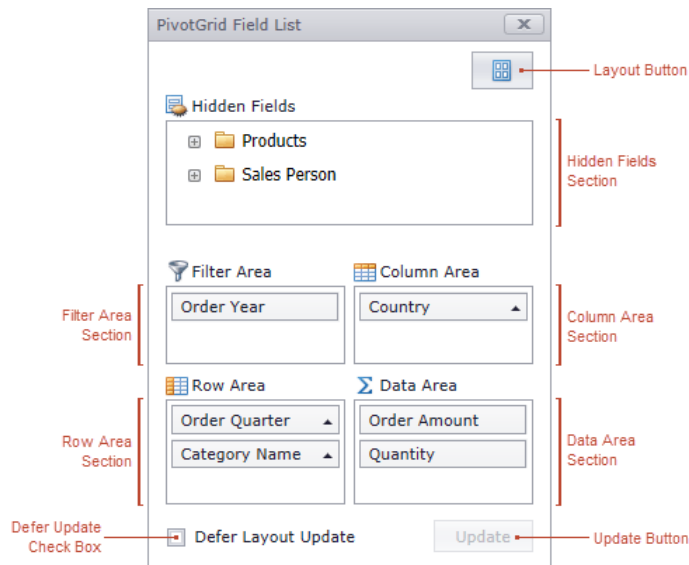 PivotGrid Field List
Layout Button
Hidden Fields
Products
Sales Person
Hidden Fields
Section
Filter Area
Column Area
Order Year
Country
Filter Area
Section
Column Area
Section
Row Area
Data Area
Order Quarter
Order Amount
Category Name
Quantity
Row Area
Section
Data Area
Section
Defer Update
Check Box
Defer Layout Update
Update
Update Button